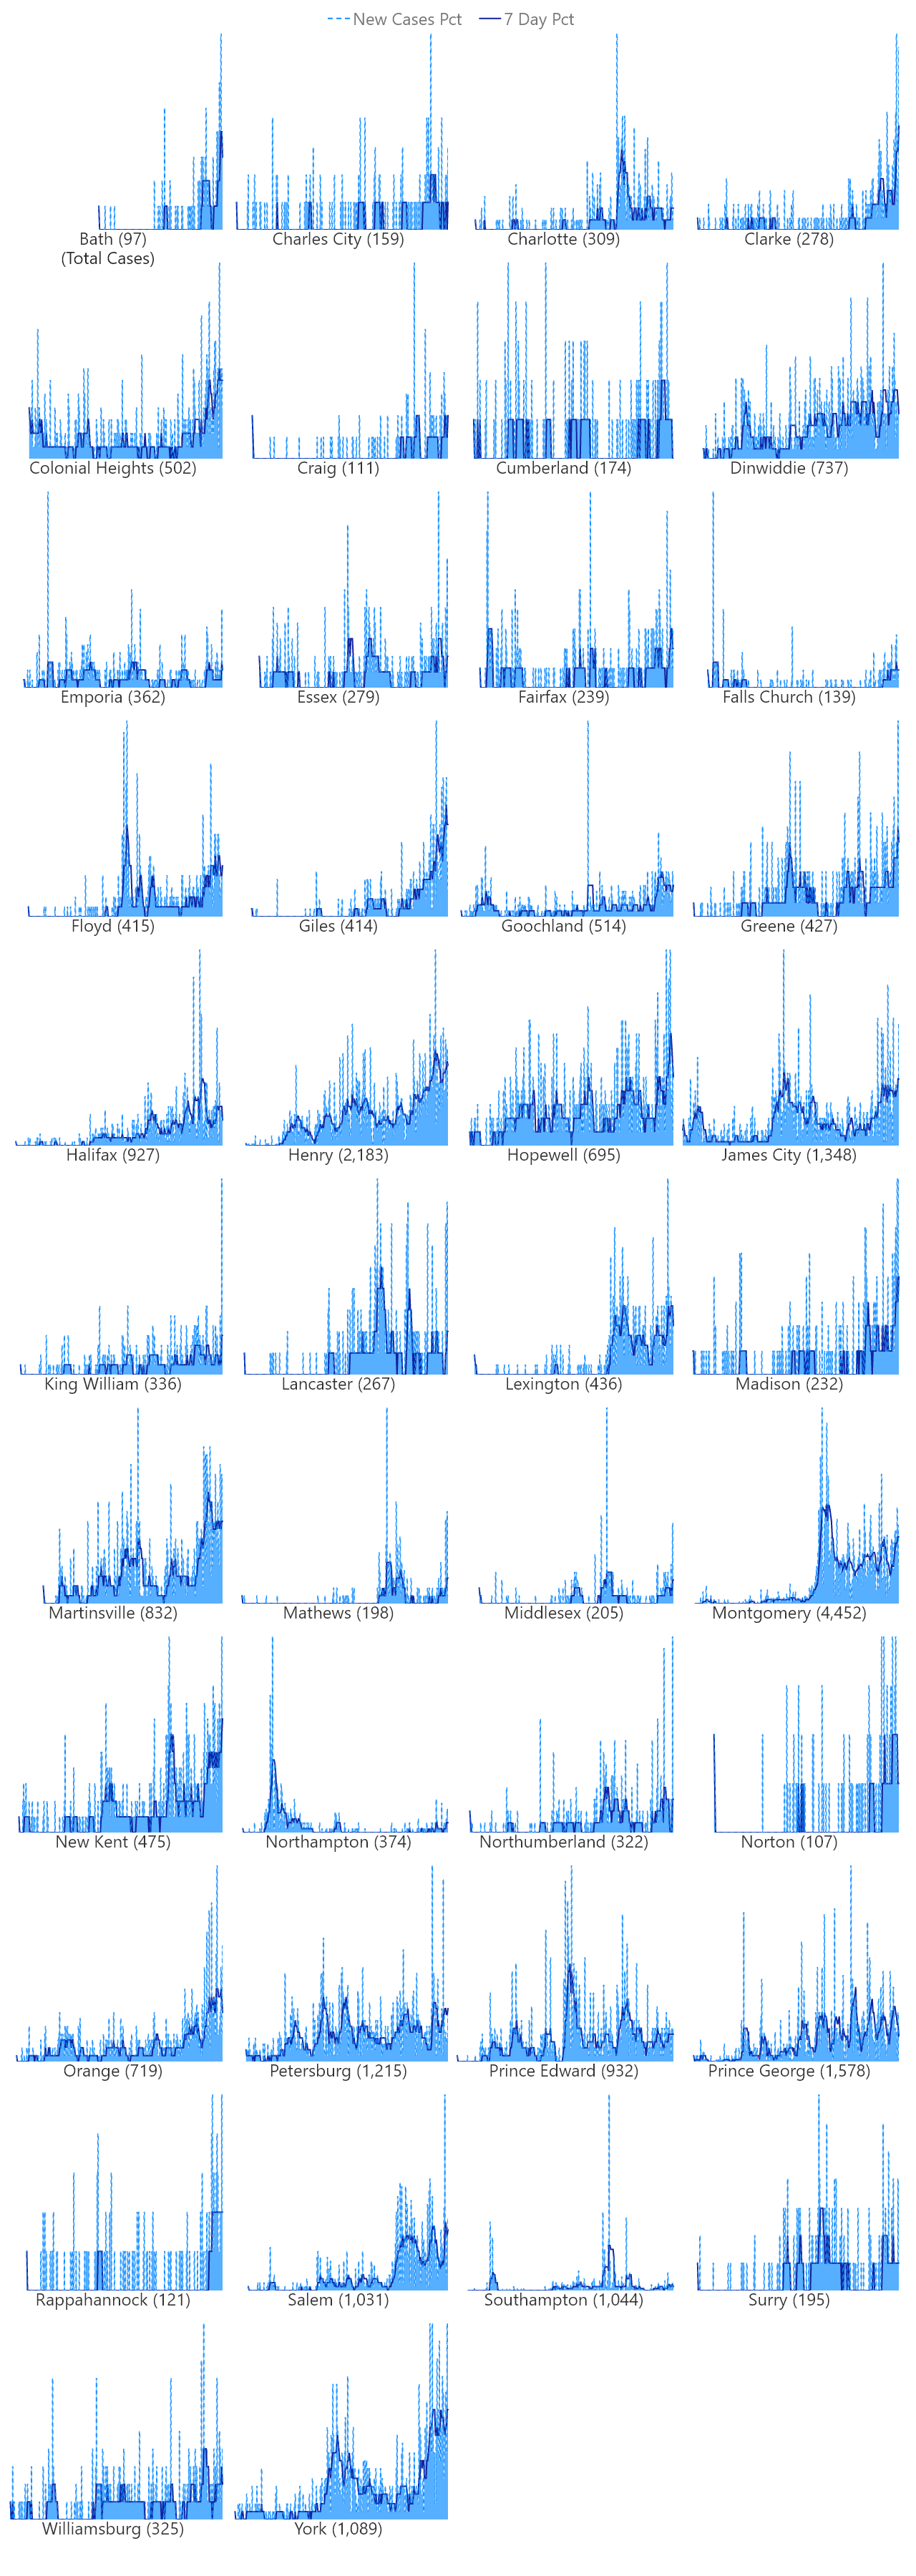 New Cases Pct 7 Day Pct
Bath (97) Charles City (159) Charlotte (309) Clarke (278)
(Total Cases)
Colonial Heights (502) Craig (111) Cumberland (174) Dinwiddie (737)
Emporia (362) Essex (279) Fairfax (239) Falls Church (139)
Floyd (415) Giles (414) Goochland (514) Greene (427)
Halifax (927) Henry (2,183) Hopewell (695) James City (1,348)
King William (336) Lancaster (267) Lexington (436) Madison (232)
Martinsville (832) Mathews (198) Middlesex (205) Montgomery (4,452)
New Kent (475) Northampton (374) Northumberland (322) Norton (107)
Orange (719) Petersburg (1,215) Prince Edward (932) Prince George (1,578)
Rappahannock (121) Salem (1,031) Southampton (1,044) Surry (195)
Williamsburg (325) York (1,089)